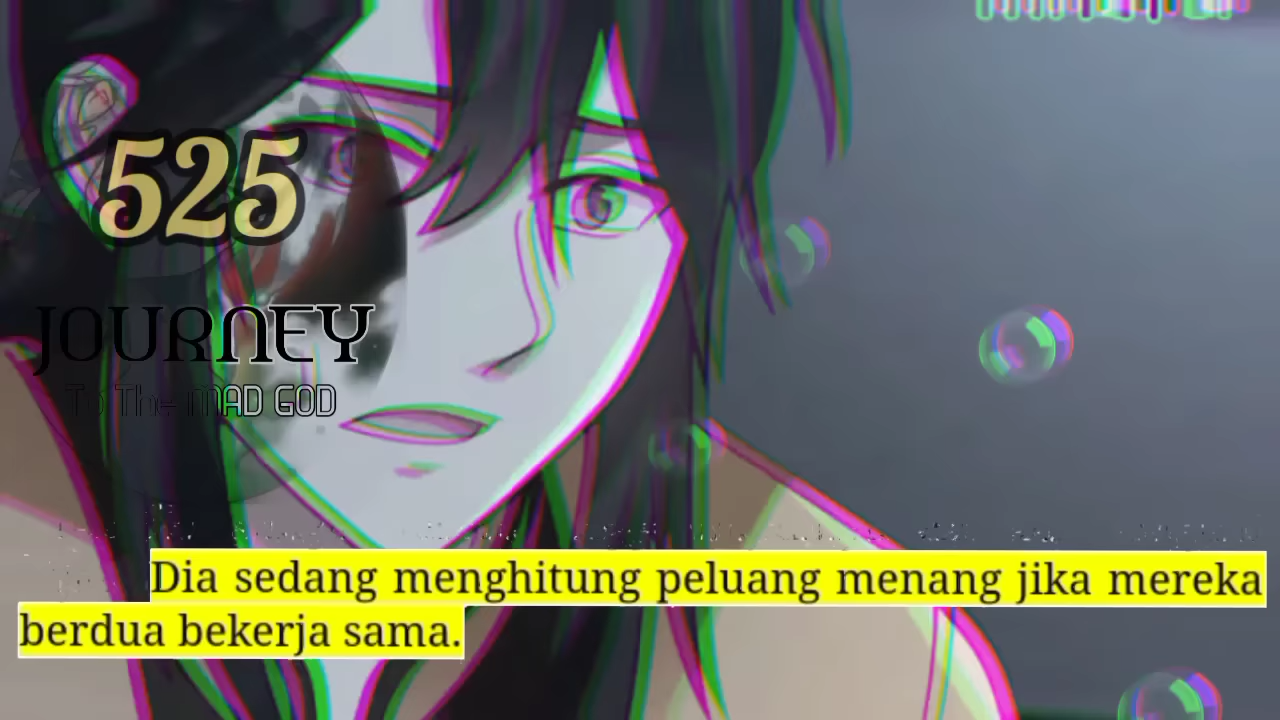 525
JOURNEY
To The MAD GOD
Dia sedang menghitung peluang menang jika mereka
berdua bekerja sama.